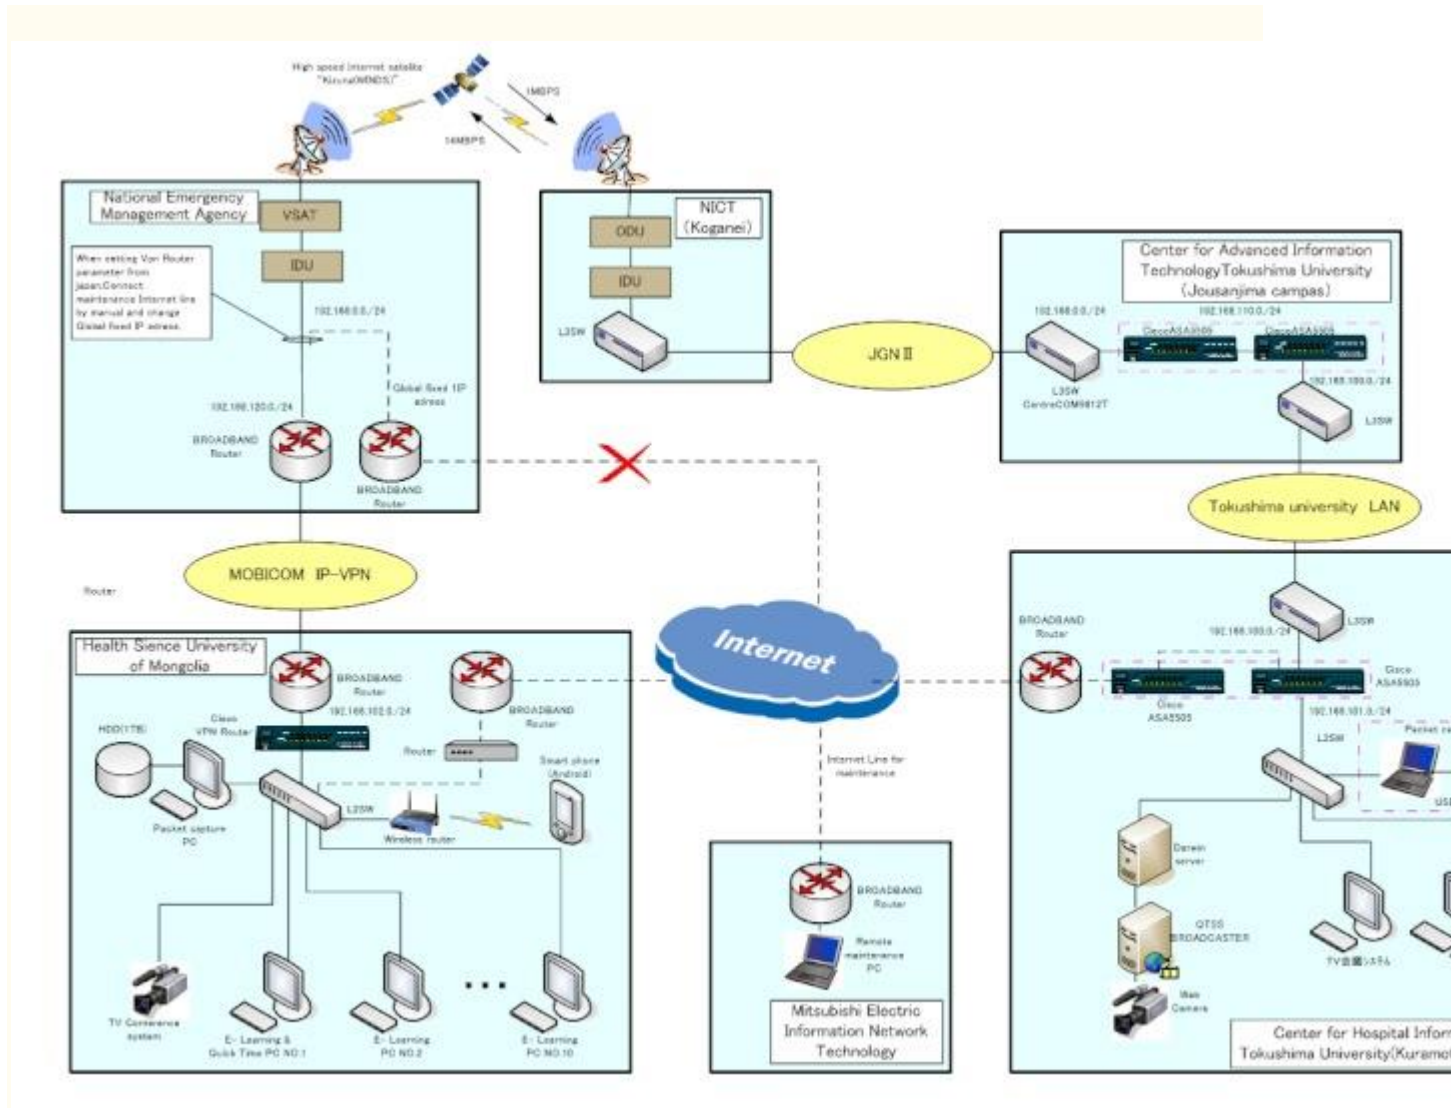 High speed Internet satelite
"Kizuna(WINDS)"
1MBPS
14MBPS
National Emergency
Management Agency
VSAT
IDU
When setting Vpn Router
parameter from
japan.Connect
maintenance Internet line
by manual and change
Global fixed IP adress.
192.168.0.0/24
Global fixed 1IP
adress
192.168.120.0/24
BROADBAND
Router
BROADBAND
Router
NICT
(Koganei)
ODU
IDU
L3SW
JGNⅡ
Center for Advanced Information
TechnologyTokushima University
(Jousanjima campas)
192.168.0.0/24
192.168.110.0/24
CiscoASA5505
CiscoASA5505
L3SW
CentreCOM9812T
192.168.100.0/24
L3SW
Tokushima university LAN
MOBICOM IP-VPN
Router
Health Sience University
of Mongolia
BROADBAND
Router
192.168.102.0/24
BROADBAND
Router
HDD(1TB)
Cisco
VPN Router
Router
Smart phone
(Android)
L2SW
Packet capture
PC
Wireless router
TV Conference
system
E- Learning &
Quick Time PC NO.1
E- Learning
PC NO.2
...
E- Learning
PC NO.10
Internet
Internet Line for
maintenance
BROADBAND
Router
Remote
maintenance
PC
Mitsubishi Electric
Information Network
Technology
BROADBAND
Router
L3SW
192.168.100.0/24
Cisco
ASA5505
Cisco
ASA5505
192.168.101.0/24
L2SW
Packet
Darwin
server
QTSS
BROADCASTER
TV会議システム
Web
Camera
Center for Hospital
Tokushima University